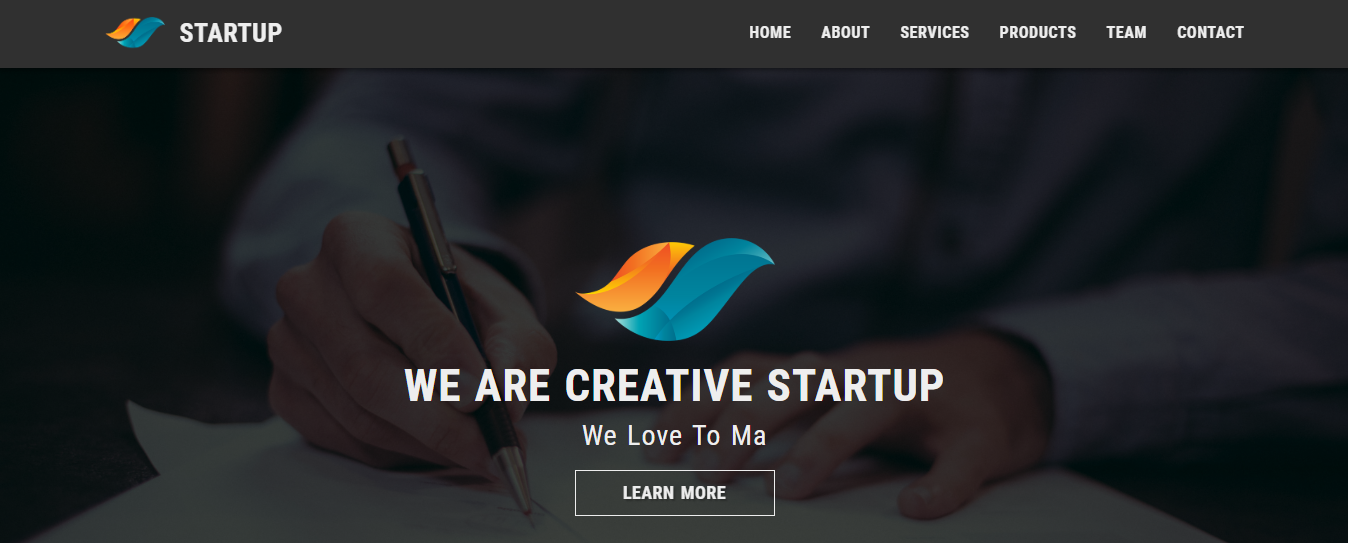 STARTUP
HOME ABOUT SERVICES PRODUCTS TEAM CONTACT
WE ARE CREATIVE STARTUP
We Love To Ma
LEARN MORE